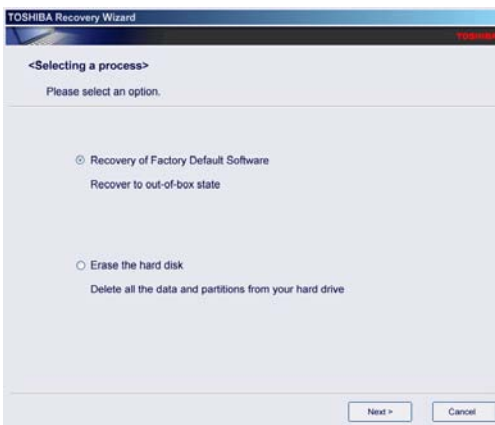 TOSHIBA Recovery Wizard
TOSHIBA
<Selecting a process>
Please select an option.
Recovery of Factory Default Software
Recover to out-of-box state
Erase the hard disk
Delete all the data and partitions from your hard drive
Next >
Cancel